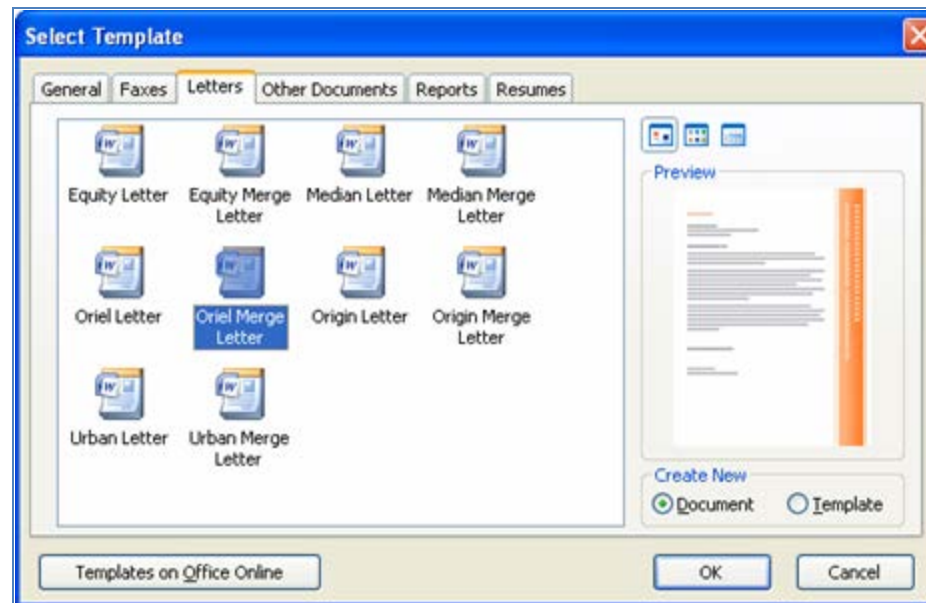 Select Template
General Faxes Letters Other Documents Reports Resumes
Equity Letter
Equity Merge
Letter
Median Letter
Median Merge
Letter
Preview
Oriel Letter
Oriel Merge
Letter
Origin Letter
Origin Merge
Letter
Urban Letter
Urban Merge
Letter
Create New
Document
Template
Templates on Office Online
OK
Cancel